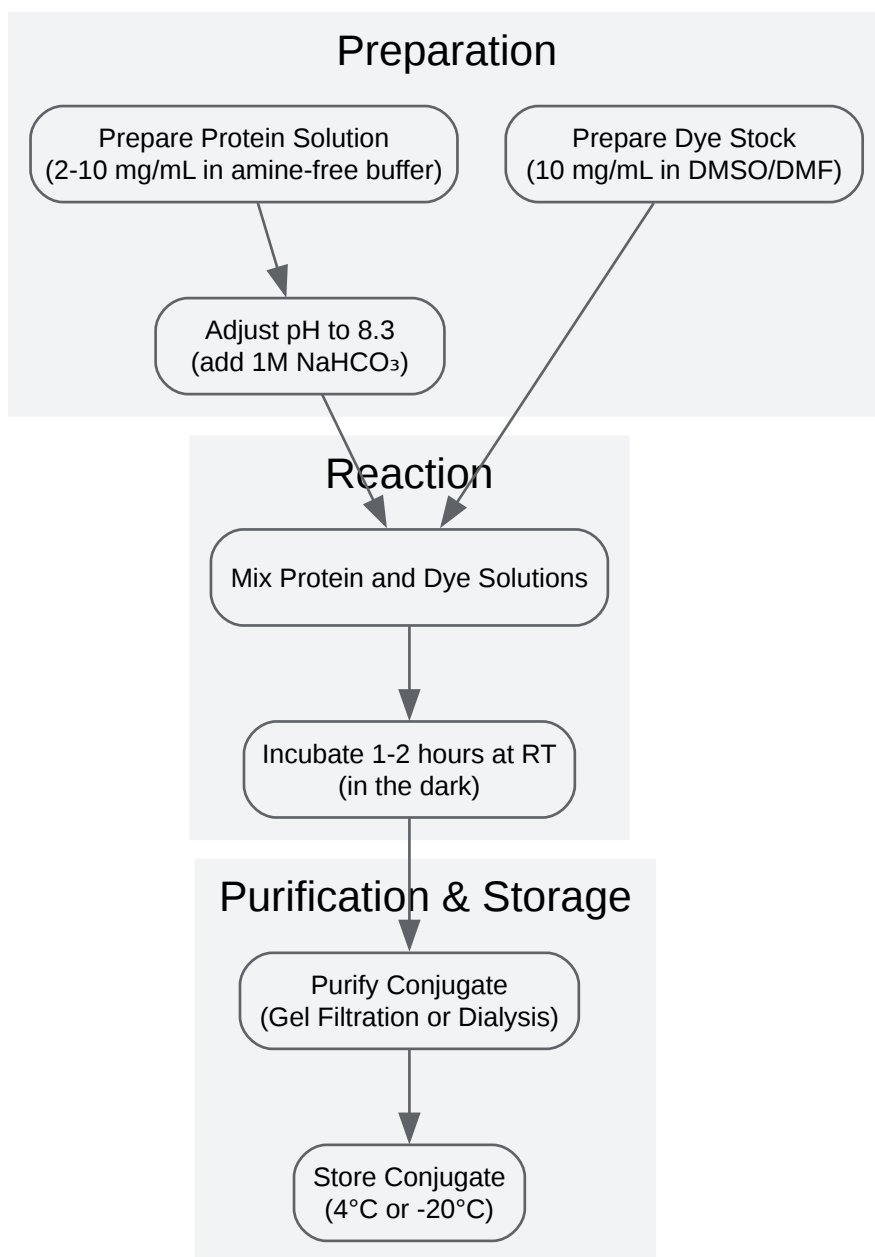 Preparation
Prepare Protein Solution
(2-10 mg/mL in amine-free buffer)
Prepare Dye Stock
(10 mg/mL in DMSO/DMF)
Adjust pH to 8.3
(add 1M NaHCO₃)
Reaction
Mix Protein and Dye Solutions
Incubate 1-2 hours at RT
(in the dark)
Purification & Storage
Purify Conjugate
(Gel Filtration or Dialysis)
Store Conjugate
(4°C or -20°C)